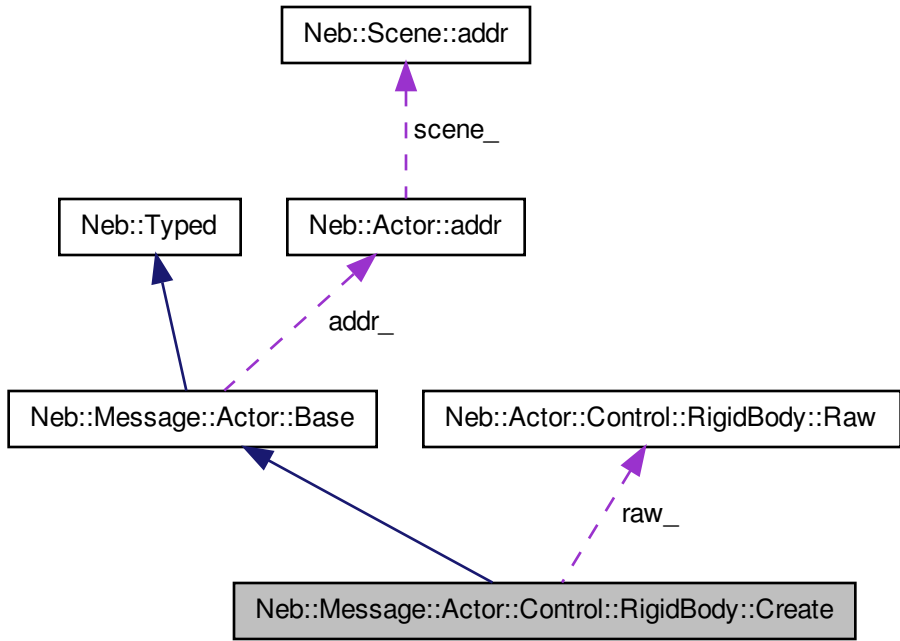 Neb::Scene::addr
scene_
Neb::Typed
Neb::Actor::addr
addr_
Neb::Message::Actor::Base
Neb::Actor::Control::RigidBody::Raw
raw_
Neb::Message::Actor::Control::RigidBody::Create